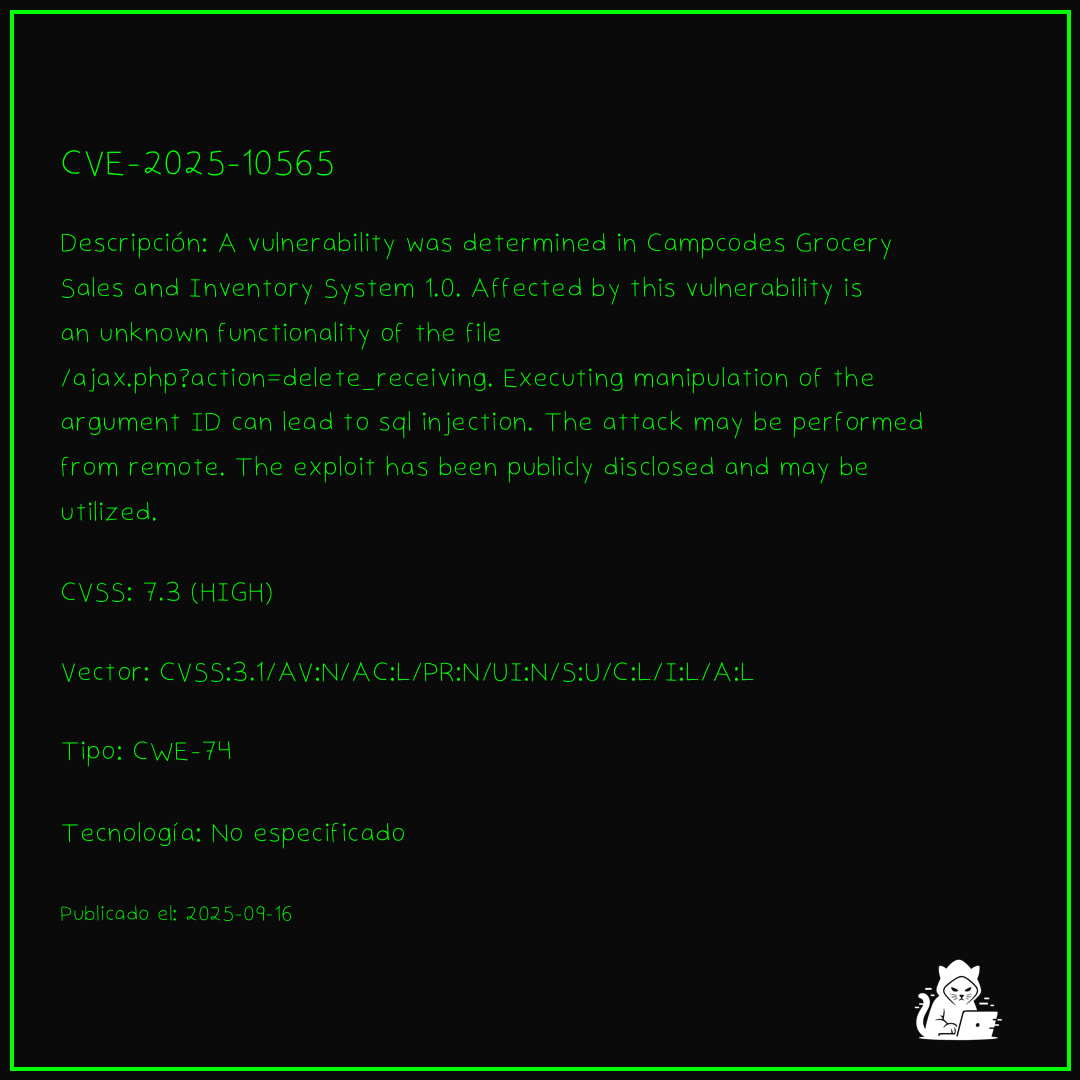 CVE-2025-10565
Descripción: A vulnerability was determined in Campcodes Grocery
Sales and Inventory System 1.0. Affected by this vulnerability is
an unknown functionality of the file
/ajax.php?action=delete_receiving. Executing manipulation of the
argument ID can lead to sql injection. The attack may be performed
from remote. The exploit has been publicly disclosed and may be
utilized.
CVSS: 7.3 (HIGH)
Vector: CVSS:3.1/AV:N/AC:L/PR:N/UI:N/S:U/C:L/I:L/A:L
Tipo: CWE-74
Tecnología: No especificado
Publicado el: 2025-09-16